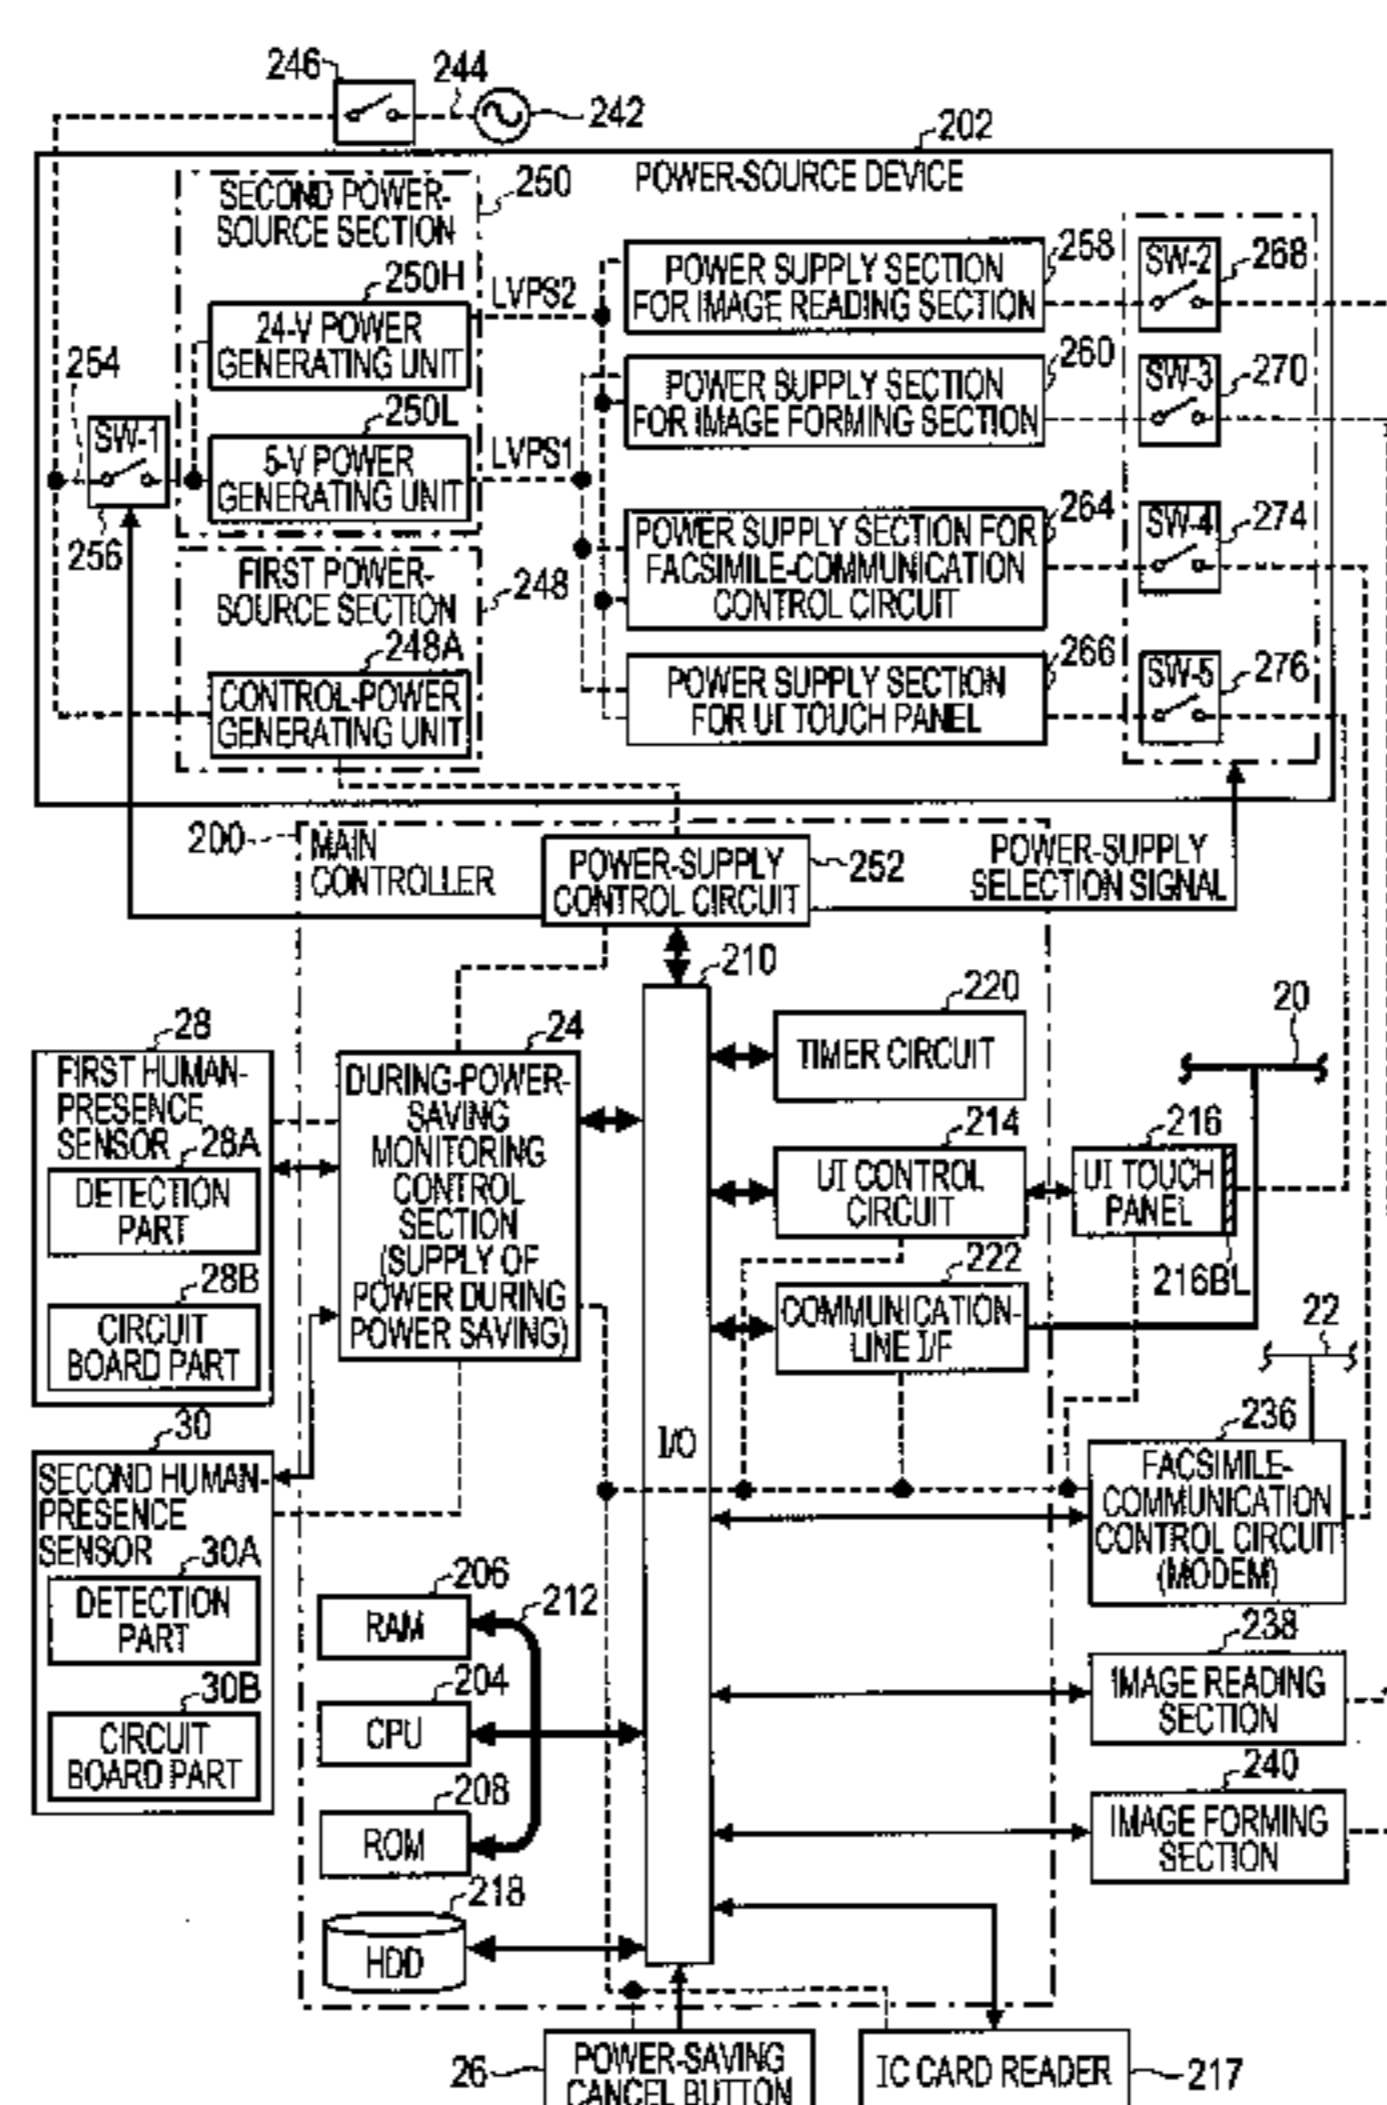 246
244
242
202
POWER-SOURCE DEVICE
SECOND POWER-
SOURCE SECTION
250
250H
24-V POWER
GENERATING UNIT
LVPS2
254
SW-1
256
250L
5-V POWER
GENERATING UNIT
LVPS1
FIRST POWER-
SOURCE SECTION
248
248A
CONTROL-POWER
GENERATING UNIT
POWER SUPPLY SECTION
FOR IMAGE READING SECTION
258
SW-2
268
POWER SUPPLY SECTION
FOR IMAGE FORMING SECTION
260
SW-3
270
POWER SUPPLY SECTION FOR
FACSIMILE-COMMUNICATION
CONTROL CIRCUIT
264
SW-4
274
POWER SUPPLY SECTION
FOR UI TOUCH PANEL
266
SW-5
276
200
MAIN
CONTROLLER
POWER-SUPPLY
CONTROL CIRCUIT
252
POWER-SUPPLY
SELECTION SIGNAL
210
I/O
28
FIRST HUMAN-
PRESENCE
SENSOR
28A
DETECTION
PART
28B
CIRCUIT
BOARD PART
24
DURING-POWER-
SAVING
MONITORING
CONTROL
SECTION
(SUPPLY OF
POWER DURING
POWER SAVING)
220
TIMER CIRCUIT
20
214
UI CONTROL
CIRCUIT
216
UI TOUCH
PANEL
216BL
222
COMMUNICATION-
LINE I/F
22
30
SECOND HUMAN-
PRESENCE
SENSOR
30A
DETECTION
PART
30B
CIRCUIT
BOARD PART
236
FACSIMILE-
COMMUNICATION
CONTROL CIRCUIT
(MODEM)
206
RAM
212
204
CPU
208
ROM
218
HDD
238
IMAGE READING
SECTION
240
IMAGE FORMING
SECTION
26
POWER-SAVING
CANCEL BUTTON
IC CARD READER
217